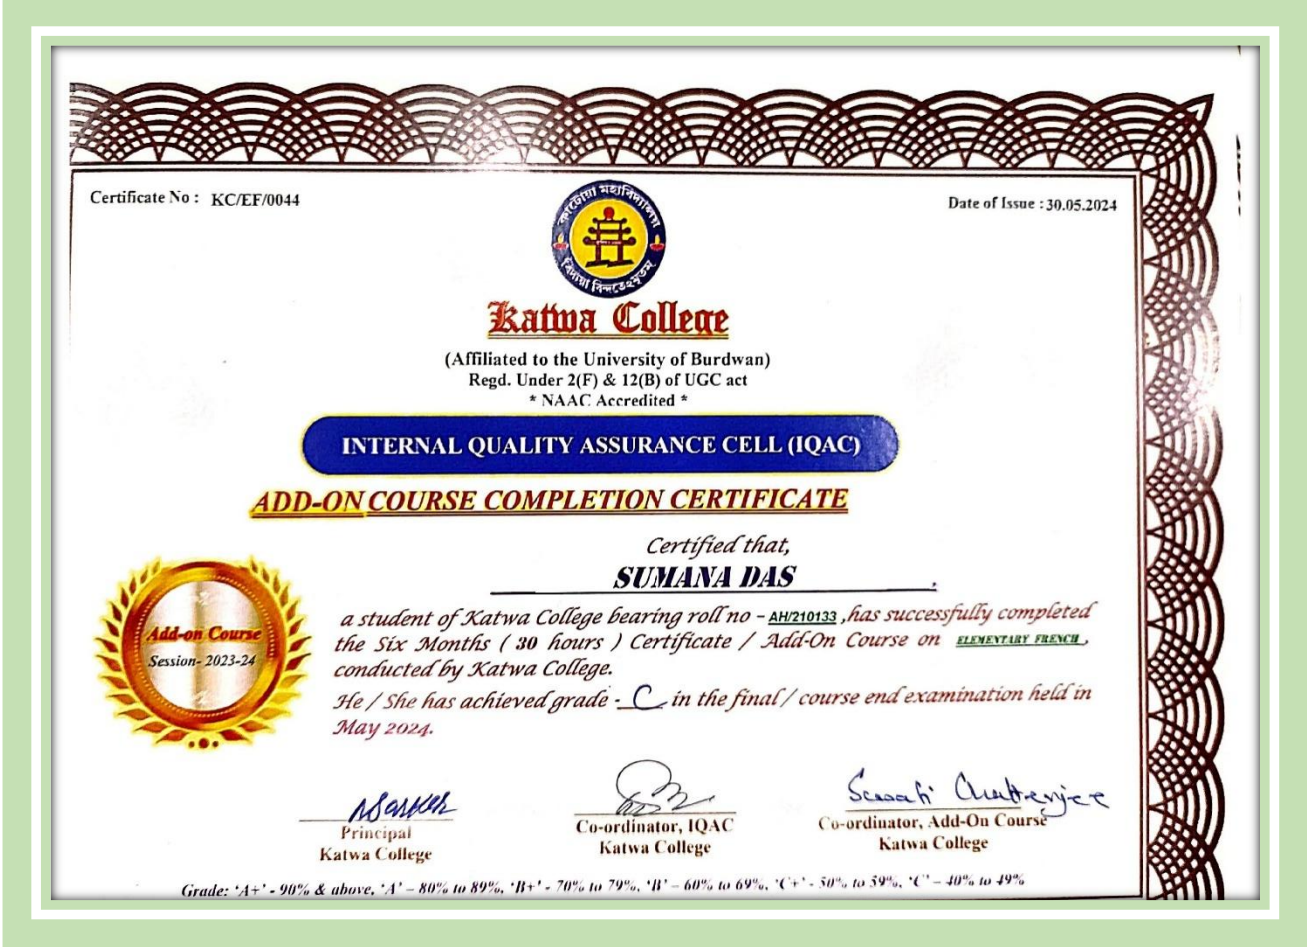 Certificate No : KC/EF/0044
Date of Issue : 30.05.2024
কাটোয়া মহাবিদ্যালয়
Katwa College
(Affiliated to the University of Burdwan)
Regd. Under 2(F) & 12(B) of UGC act
* NAAC Accredited *
INTERNAL QUALITY ASSURANCE CELL (IQAC)
ADD-ON COURSE COMPLETION CERTIFICATE
Certified that,
SUMANA DAS
a student of Katwa College bearing roll no – AH/210133 , has successfully completed
the Six Months ( 30 hours ) Certificate / Add-On Course on ELEMENTARY FRENCH ,
conducted by Katwa College.
He / She has achieved grade - C in the final / course end examination held in
May 2024.
Add-on Course
Session- 2023-24
Principal
Katwa College
Co-ordinator, IQAC
Katwa College
Chatterjee
Co-ordinator, Add-On Course
Katwa College
Grade: 'A+' - 90% & above, 'A' – 80% to 89%, 'B+' - 70% to 79%, 'B' – 60% to 69%, 'C+' - 50% to 59%, 'C' – 40% to 49%